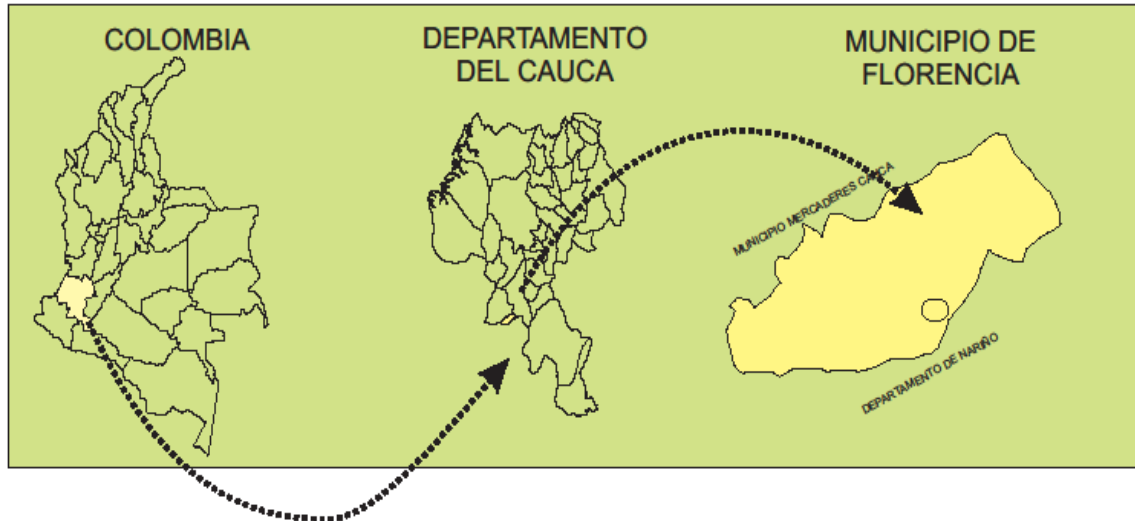 COLOMBIA
DEPARTAMENTO
DEL CAUCA
MUNICIPIO DE
FLORENCIA
MUNICIPIO MERCADERES CAUCA
DEPARTAMENTO DE NARIÑO